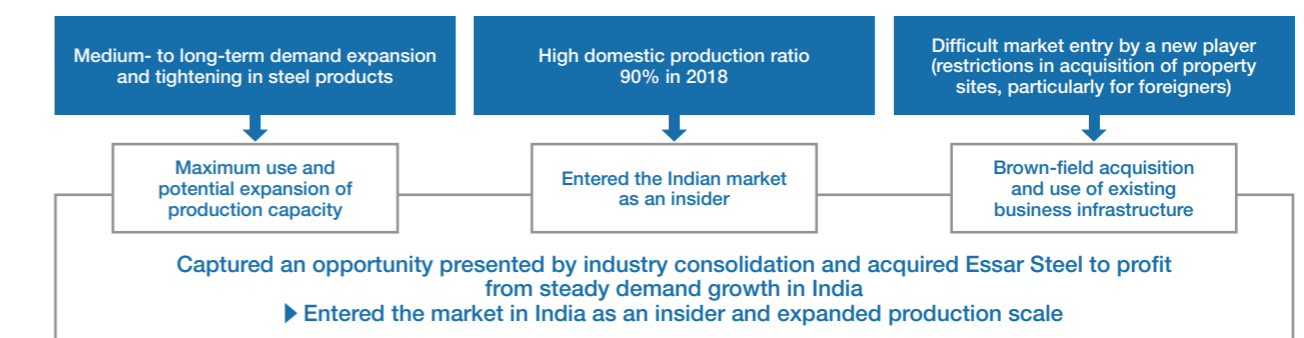 Medium- to long-term demand expansion
and tightening in steel products
High domestic production ratio
90% in 2018
Difficult market entry by a new player
(restrictions in acquisition of property
sites, particularly for foreigners)
Maximum use and
potential expansion of
production capacity
Entered the Indian market
as an insider
Brown-field acquisition
and use of existing
business infrastructure
Captured an opportunity presented by industry consolidation and acquired Essar Steel to profit
from steady demand growth in India
▶ Entered the market in India as an insider and expanded production scale